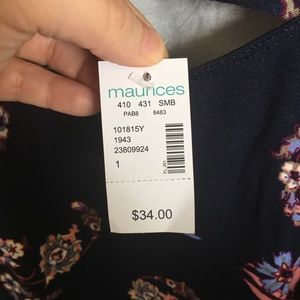 maurices
410 431 SMB
PAB8 8483
101815Y
1943
23809924
1
$34.00